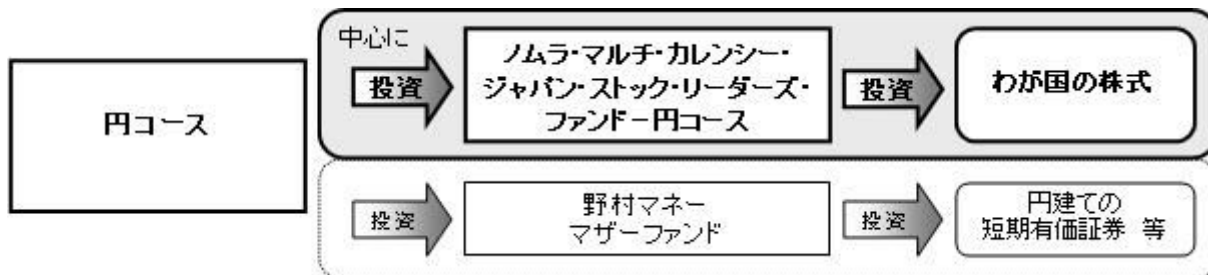 円コース
中心に
投資
ノムラ・マルチ・カレンシー・
ジャパン・ストック・リーダーズ・
ファンド－円コース
投資
わが国の株式
投資
野村マネー
マザーファンド
投資
円建ての
短期有価証券 等